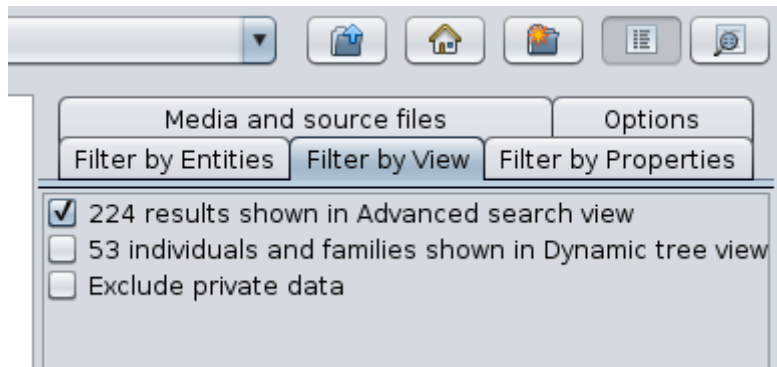 Media and source files
Options
Filter by Entities
Filter by View
Filter by Properties
224 results shown in Advanced search view
53 individuals and families shown in Dynamic tree view
Exclude private data